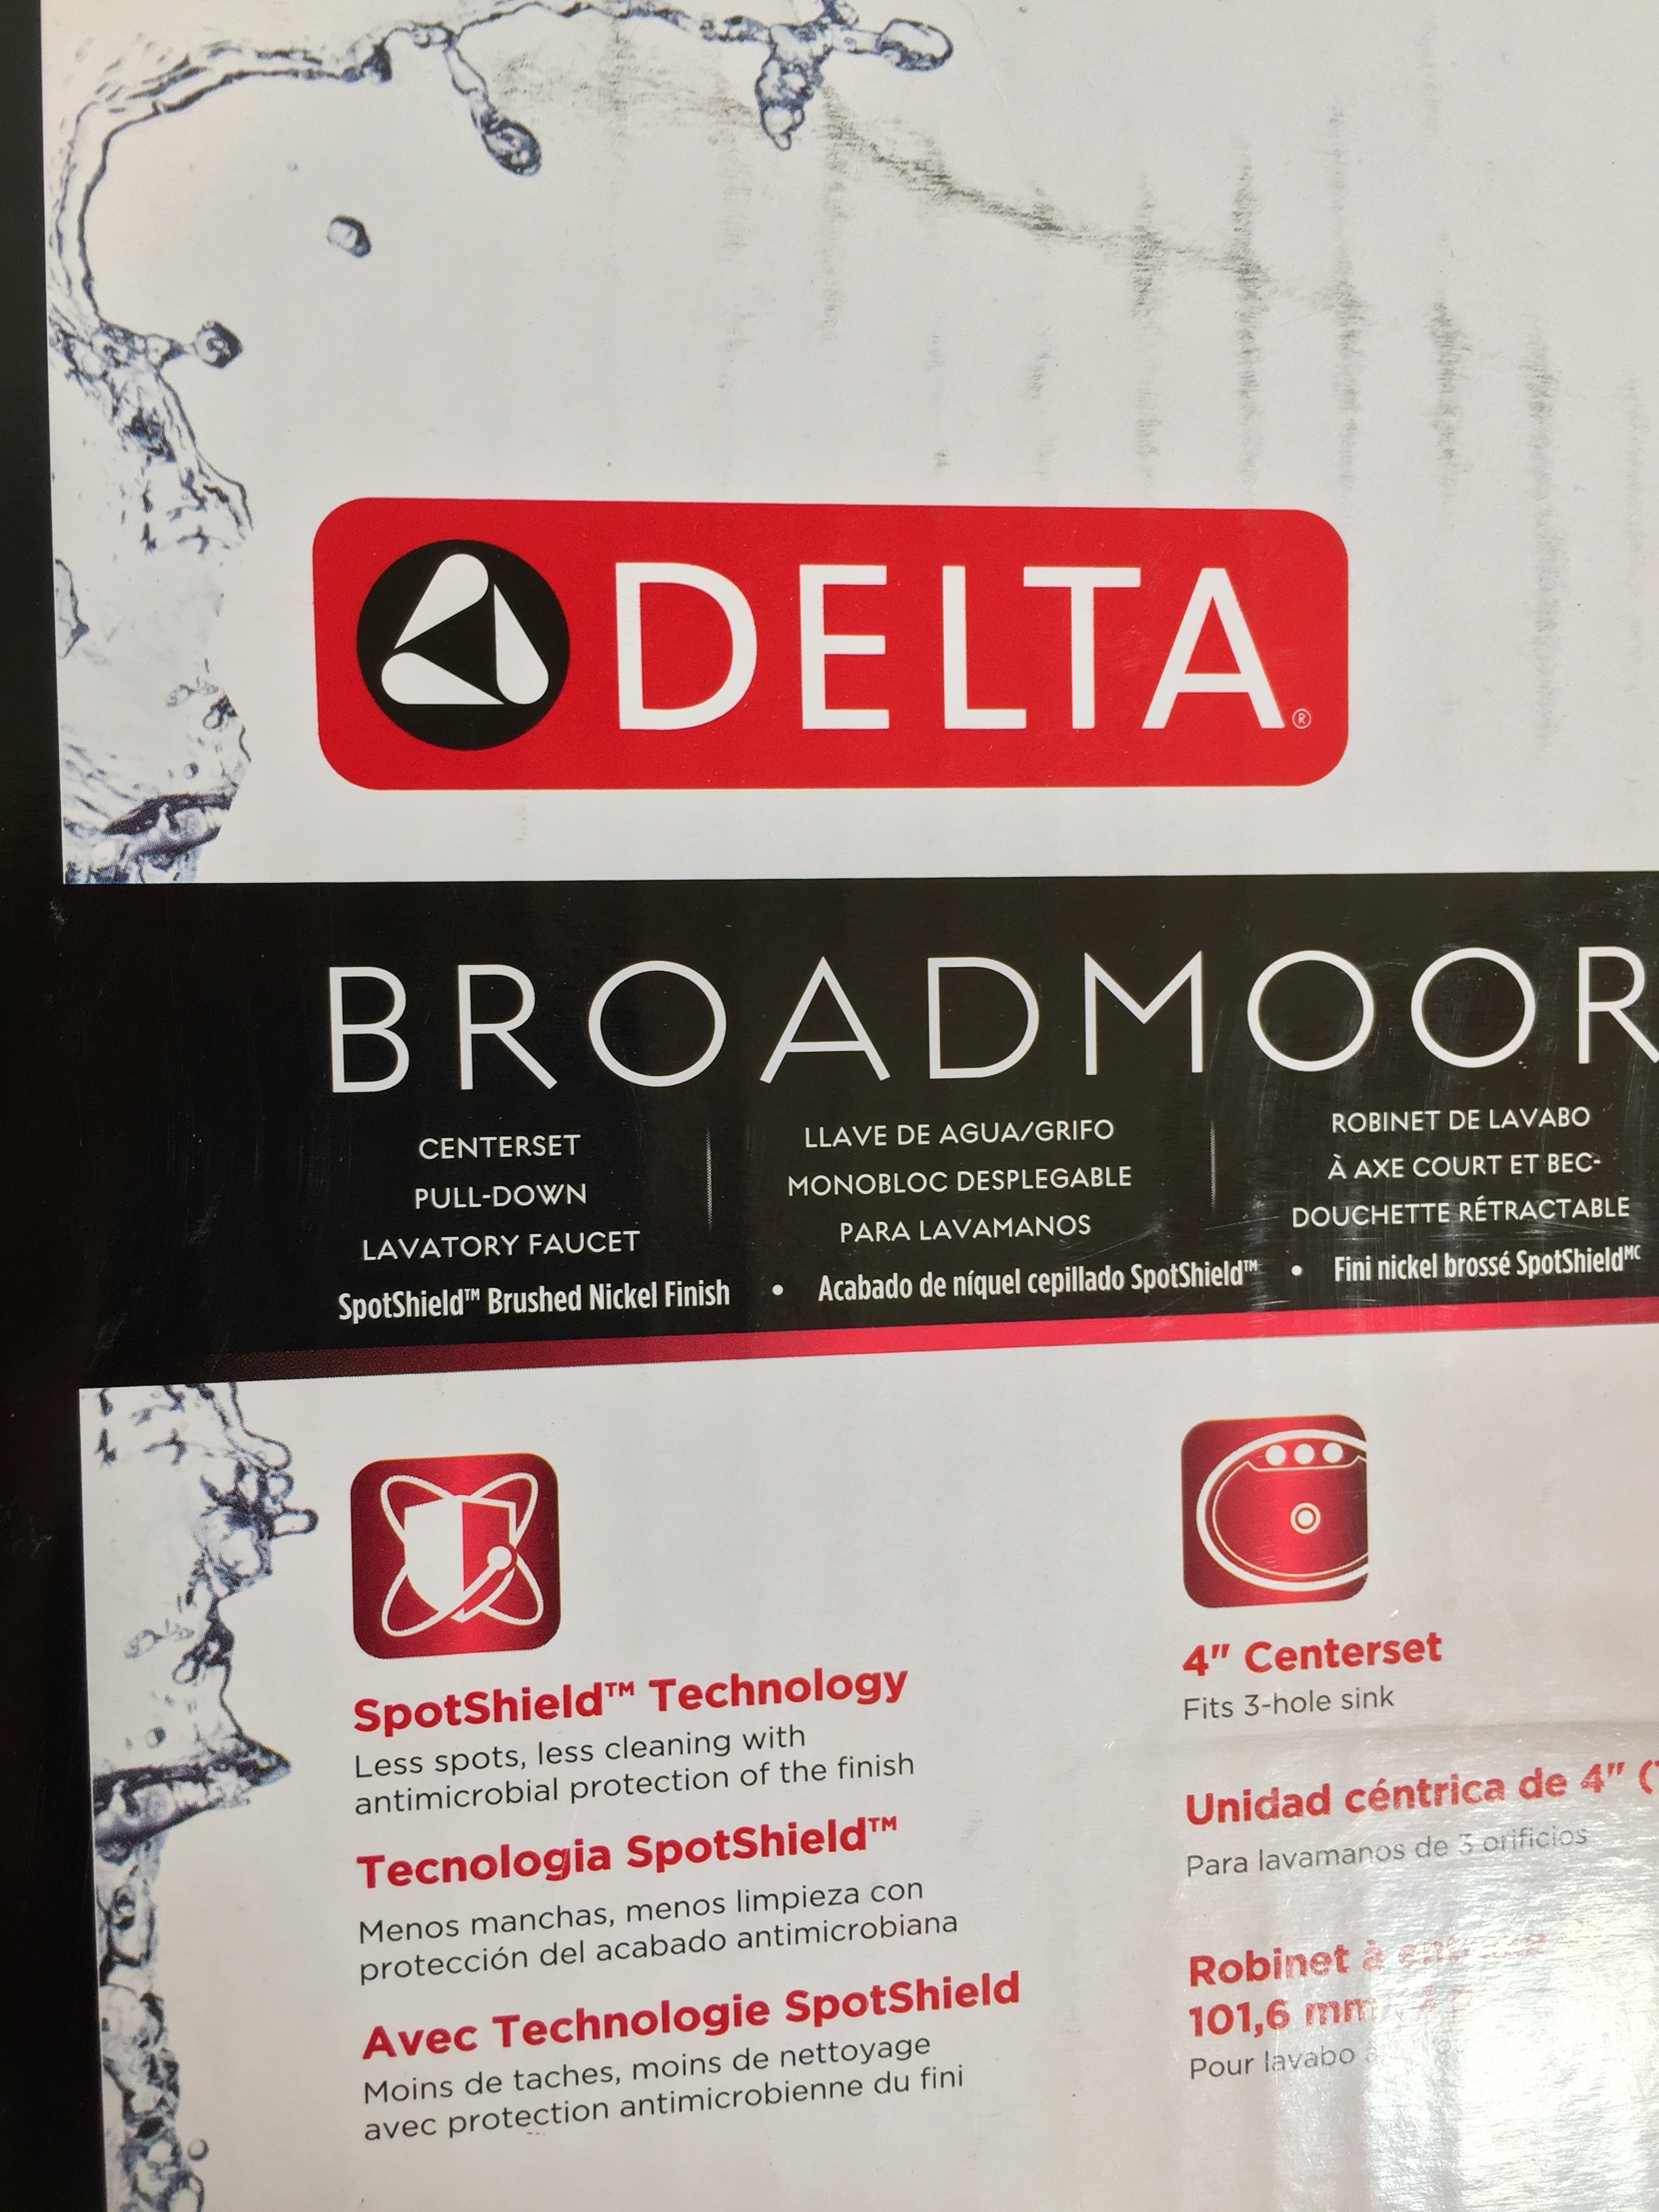 DELTA®
BROADMOOR
CENTERSET
PULL-DOWN
LAVATORY FAUCET
LLAVE DE AGUA/GRIFO
MONOBLOC DESPLEGABLE
PARA LAVAMANOS
ROBINET DE LAVABO
À AXE COURT ET BEC-
DOUCHETTE RÉTRACTABLE
SpotShield™ Brushed Nickel Finish • Acabado de níquel cepillado SpotShield™ • Fini nickel brossé SpotShieldᴹᶜ
SpotShield™ Technology
Less spots, less cleaning with
antimicrobial protection of the finish
Tecnologia SpotShield™
Menos manchas, menos limpieza con
protección del acabado antimicrobiana
Avec Technologie SpotShield
Moins de taches, moins de nettoyage
avec protection antimicrobienne du fini
4" Centerset
Fits 3-hole sink
Unidad céntrica de 4" (
Para lavamanos de 3 orificios
Robinet à
101,6 mm
Pour lavabo à